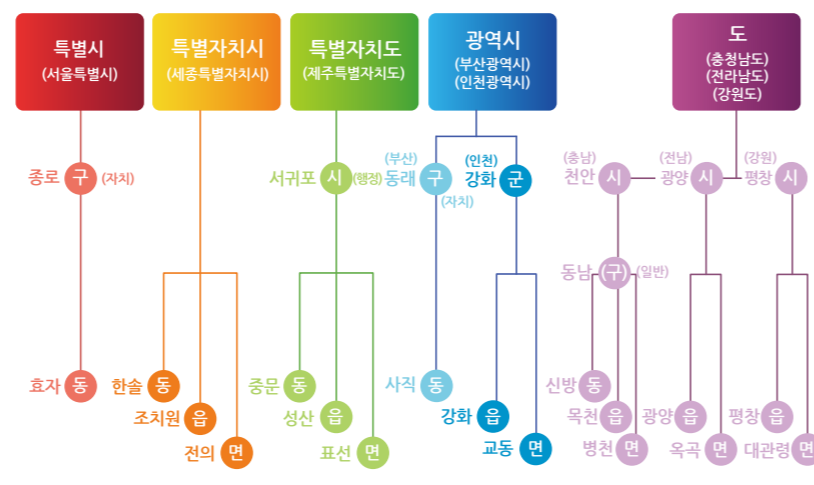 특별시
(서울특별시)
특별자치시
(세종특별자치시)
특별자치도
(제주특별자치도)
광역시
(부산광역시)
(인천광역시)
도
(충청남도)
(전라남도)
(강원도)
종로 구 (자치)
서귀포 시 (행정)
(부산)
동래 구
(자치)
(인천)
강화 군
(충남)
천안 시
(전남)
광양 시
(강원)
평창 시
동남 (구) (일반)
효자 동
한솔 동
조치원 읍
전의 면
중문 동
성산 읍
표선 면
사직 동
강화 읍
교동 면
신방 동
목천 읍
병천 면
광양 읍
옥곡 면
평창 읍
대관령 면